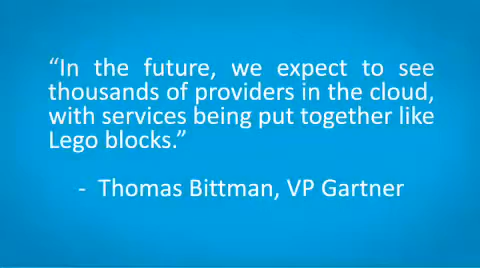 “In the future, we expect to see
thousands of providers in the cloud,
with services being put together like
Lego blocks.”
- Thomas Bittman, VP Gartner